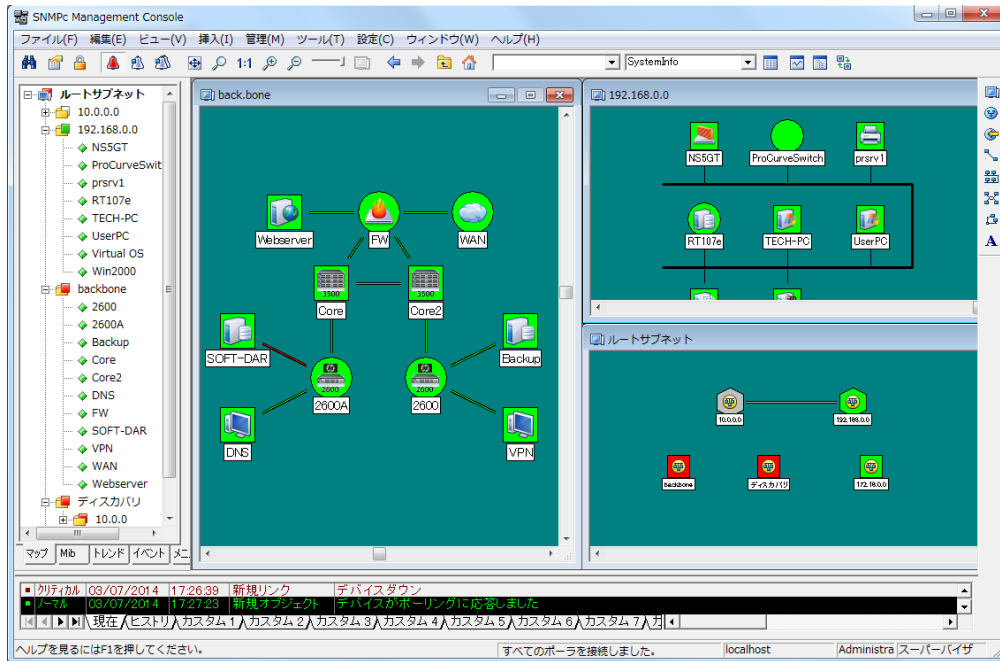 SNMPc Management Console
ファイル(F) 編集(E) ビュー(V) 挿入(I) 管理(M) ツール(T) 設定(C) ウィンドウ(W) ヘルプ(H)
1:1 SystemInfo
ルートサブネット
10.0.0.0
192.168.0.0
NS5GT
ProCurveSwit
prsrv1
RT107e
TECH-PC
UserPC
Virtual OS
Win2000
backbone
2600
2600A
Backup
Core
Core2
DNS
FW
SOFT-DAR
VPN
WAN
Webserver
ディスカバリ
10.0.0
マップ Mib トレンド イベント メニ
back.bone
Webserver FW WAN
3500 3500
Core Core2
SOFT-DAR Backup
2600 2600
2600A 2600
DNS VPN
192.168.0.0
NS5GT ProCurveSwitch prsrv1
RT107e TECH-PC UserPC
ルートサブネット
10.0.0.0 192.168.0.0
backbone ディスカバリ 172.18.0.0
A
クリティカル 03/07/2014 17:26:39 新規リンク デバイスダウン
ノーマル 03/07/2014 17:27:23 新規オブジェクト デバイスがポーリングに応答しました
現在 ヒストリ カスタム 1 カスタム 2 カスタム 3 カスタム 4 カスタム 5 カスタム 6 カスタム 7 カ
ヘルプを見るにはF1を押してください。 すべてのポーラを接続しました。 localhost Administra スーパーバイザ